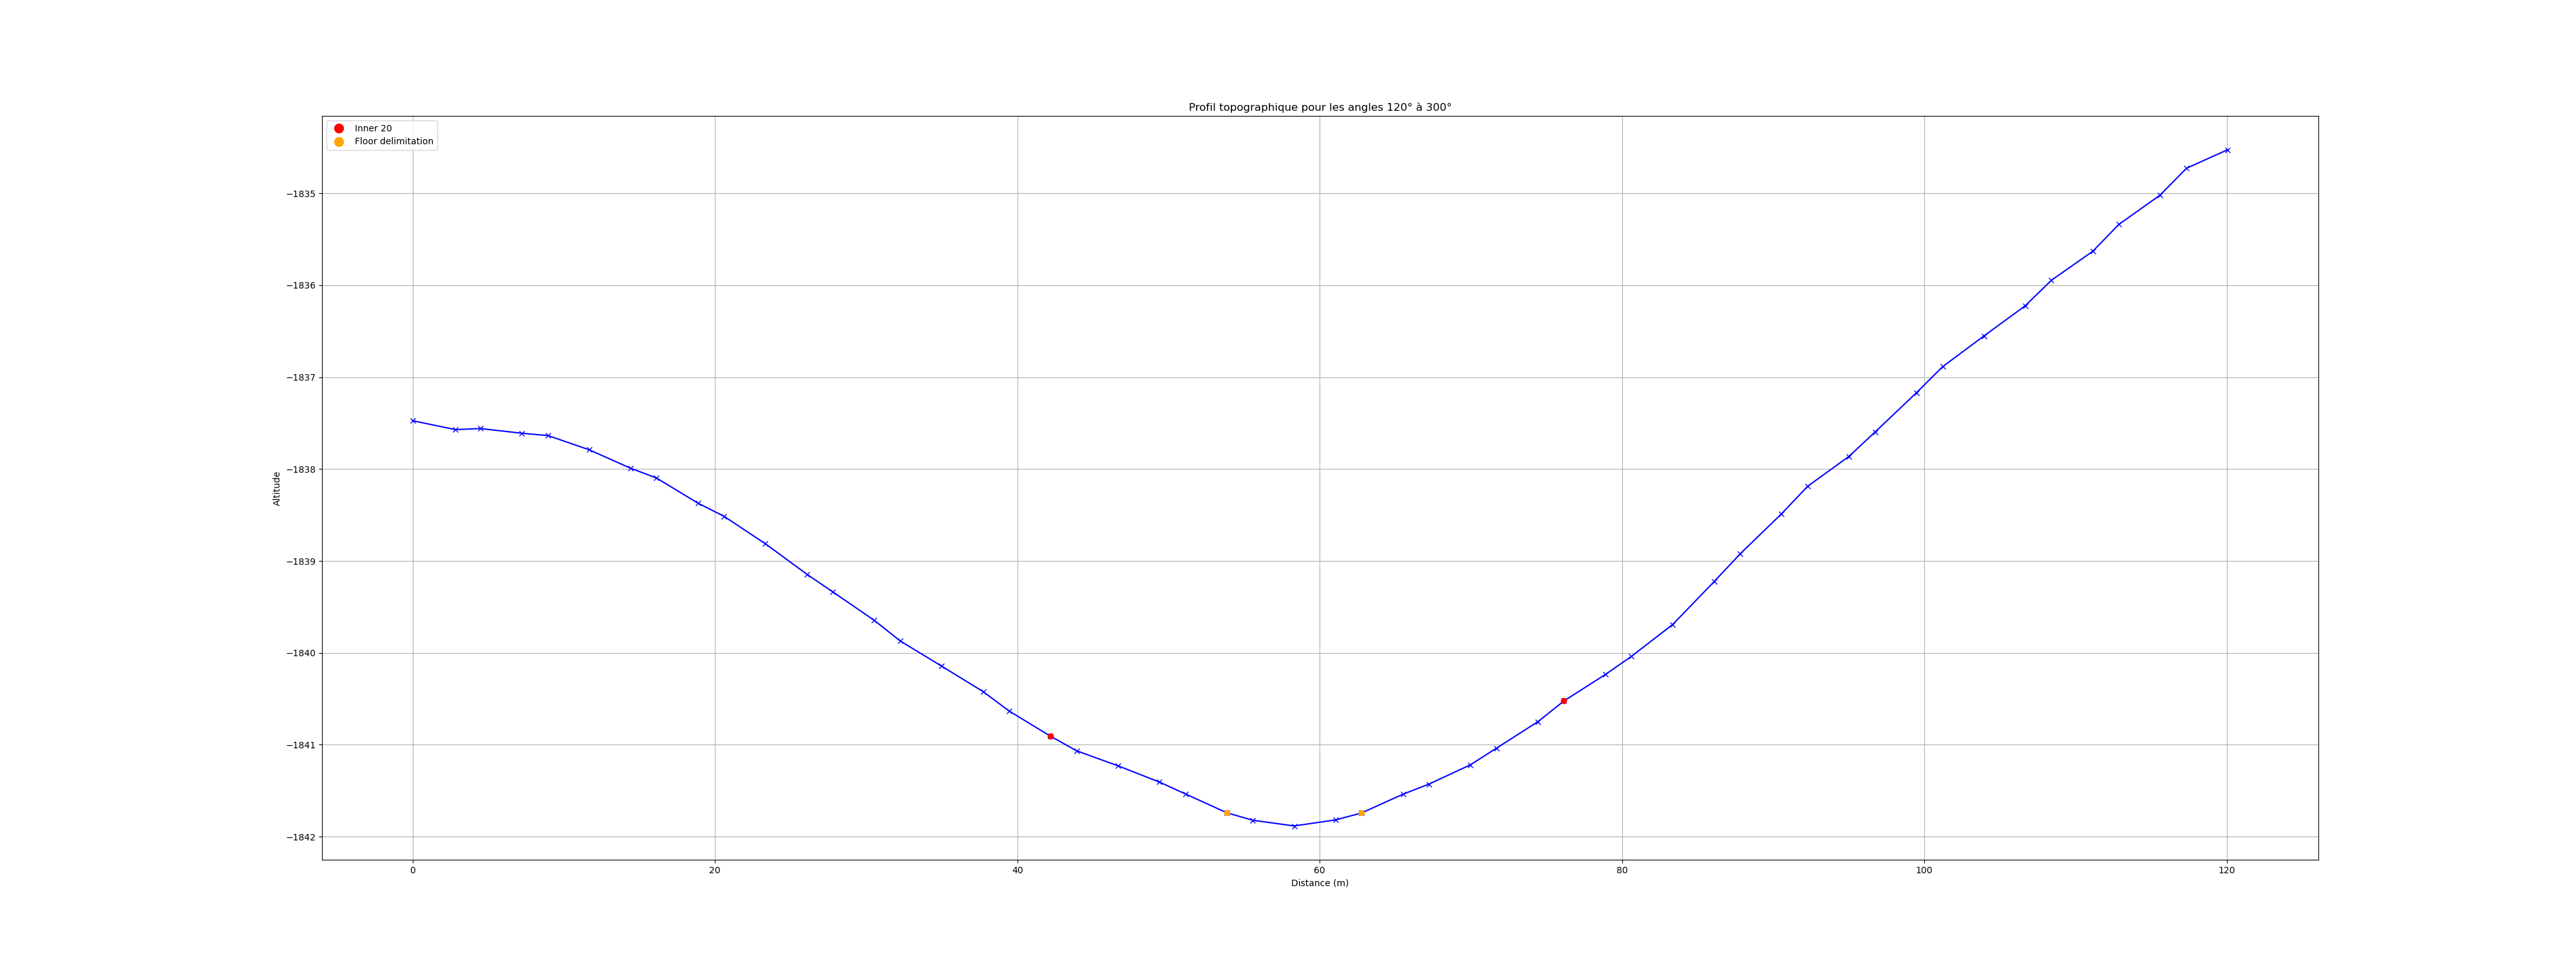 Profil topographique pour les angles 120° à 300°
Inner 20
Floor delimitation
−1835
−1836
−1837
−1838
−1839
−1840
−1841
−1842
Altitude
0 20 40 60 80 100 120
Distance (m)